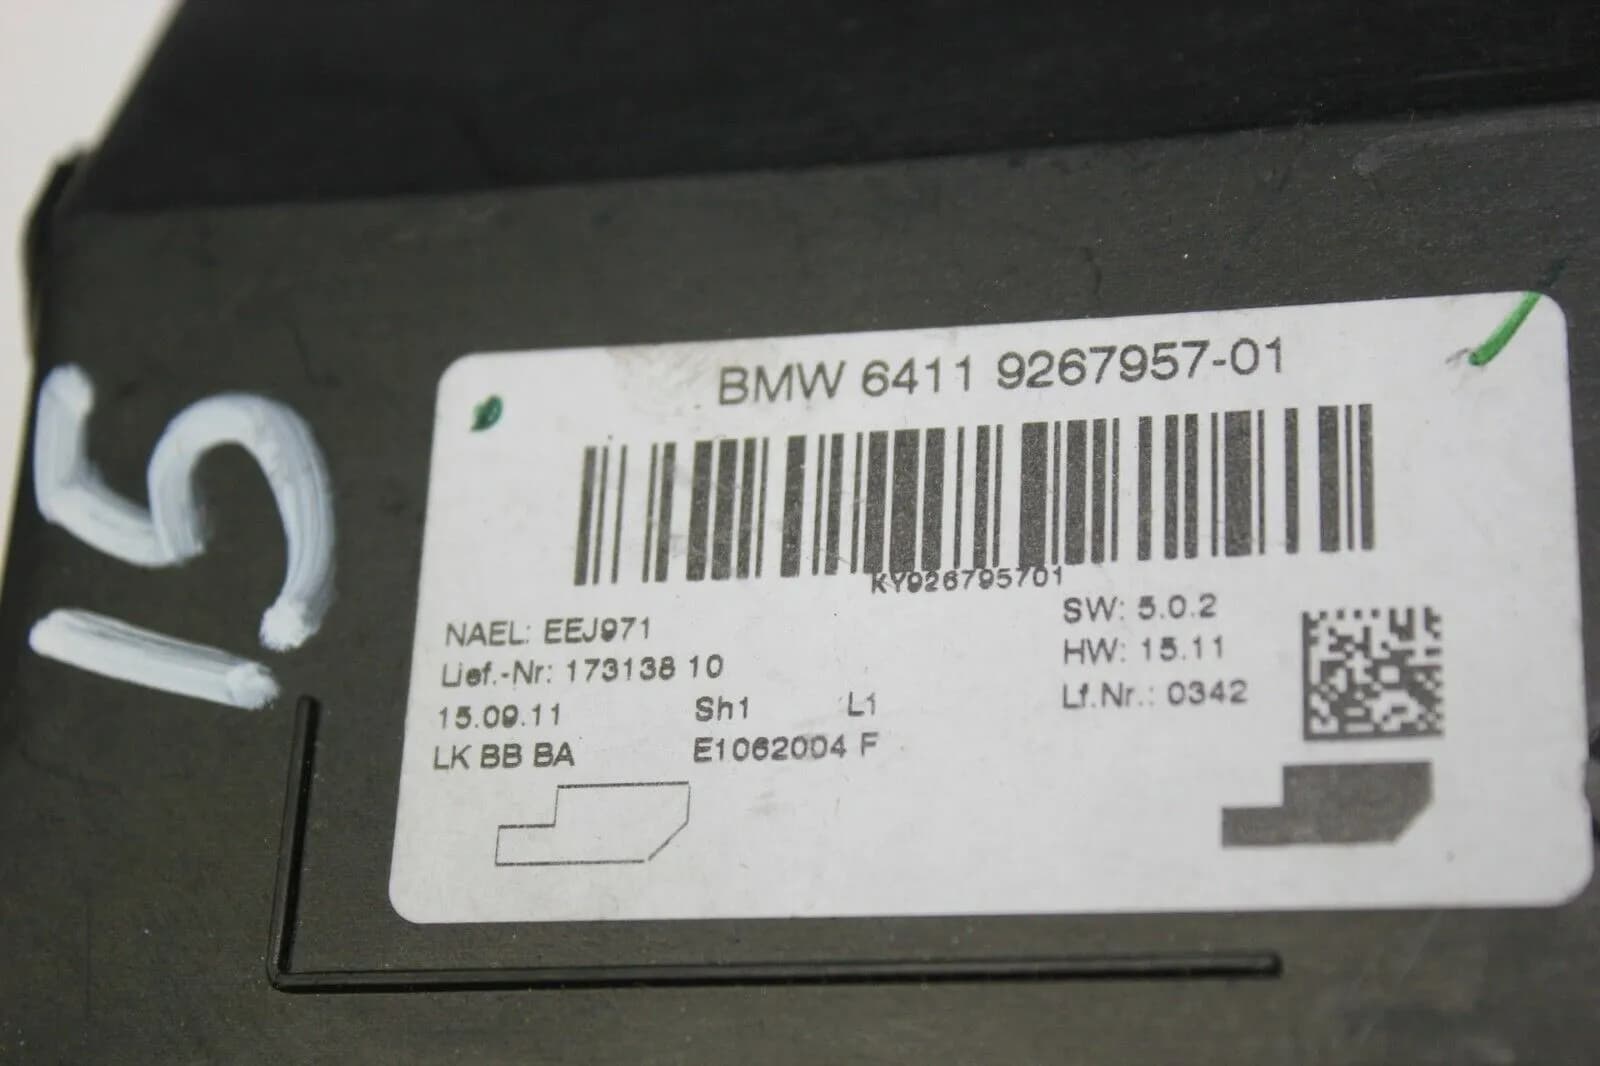 BMW 6411 9267957-01
KY926795701
NAEL: EEJ971
Lief.-Nr: 173138 10
15.09.11 Sh1 L1
LK BB BA E1062004 F
SW: 5.0.2
HW: 15.11
Lf.Nr.: 0342
15